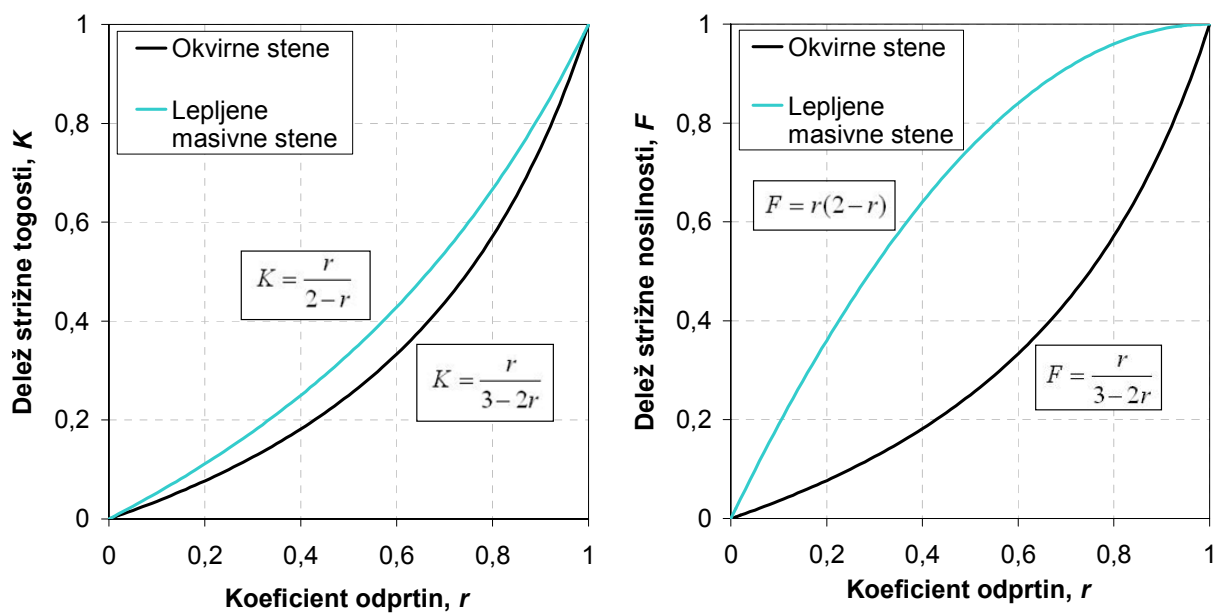 1
0,8
0,6
0,4
0,2
0
Delež strižne togosti, K
Okvirne stene
Lepljene
masivne stene
K = r / (2 − r)
K = r / (3 − 2r)
0 0,2 0,4 0,6 0,8 1
Koeficient odprtin, r
1
0,8
0,6
0,4
0,2
0
Delež strižne nosilnosti, F
Okvirne stene
Lepljene
masivne stene
F = r(2 − r)
F = r / (3 − 2r)
0 0,2 0,4 0,6 0,8 1
Koeficient odprtin, r